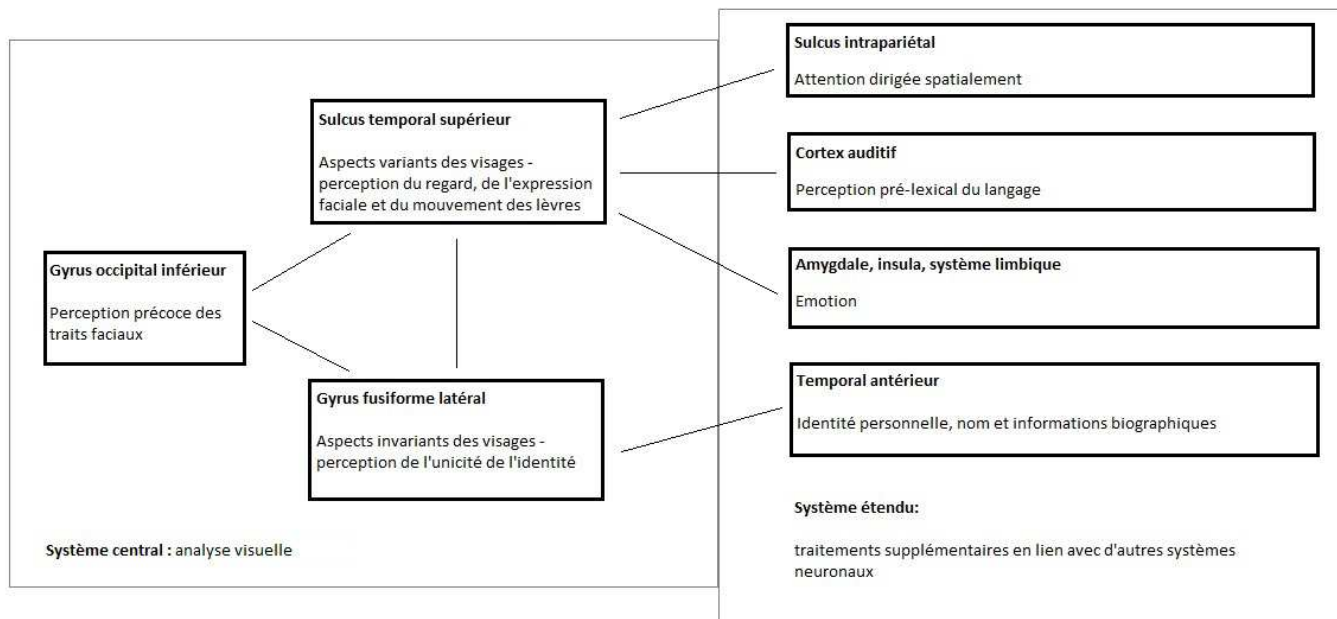 Sulcus intrapariétal
Attention dirigée spatialement
Sulcus temporal supérieur
Aspects variants des visages -
perception du regard, de l'expression
faciale et du mouvement des lèvres
Cortex auditif
Perception pré-lexical du langage
Gyrus occipital inférieur
Perception précoce des
traits faciaux
Amygdale, insula, système limbique
Emotion
Gyrus fusiforme latéral
Aspects invariants des visages -
perception de l'unicité de l'identité
Temporal antérieur
Identité personnelle, nom et informations biographiques
Système central : analyse visuelle
Système étendu:
traitements supplémentaires en lien avec d'autres systèmes
neuronaux